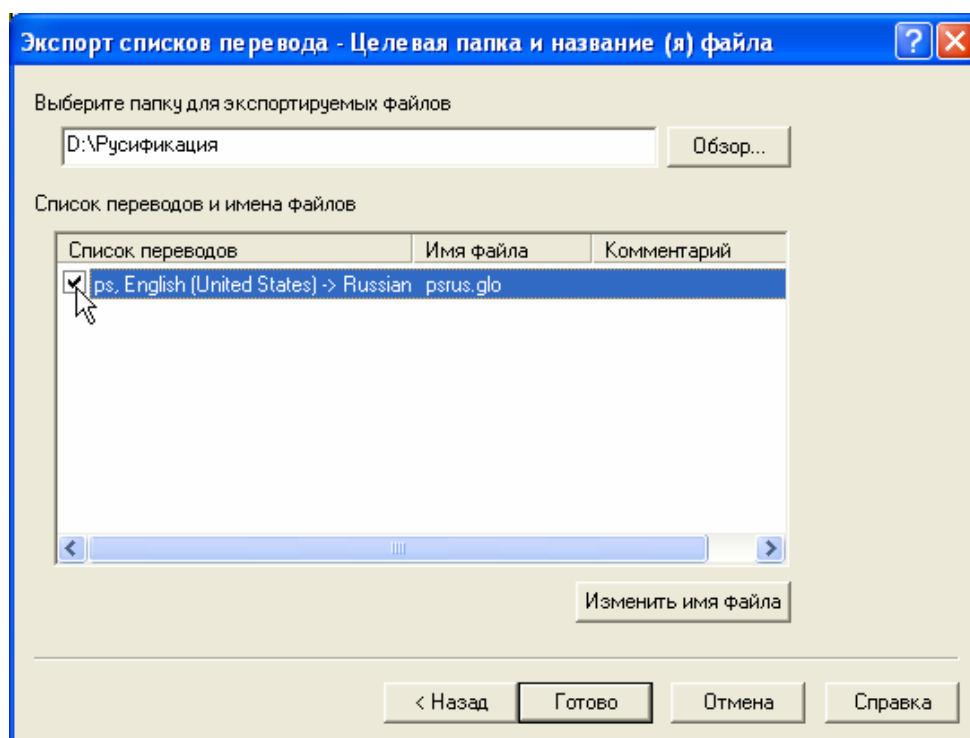 Экспорт списков перевода - Целевая папка и название (я) файла
Выберите папку для экспортируемых файлов
D:\Русификация
Обзор...
Список переводов и имена файлов
Список переводов Имя файла Комментарий
ps, English (United States) -> Russian psrus.glo
Изменить имя файла
< Назад Готово Отмена Справка